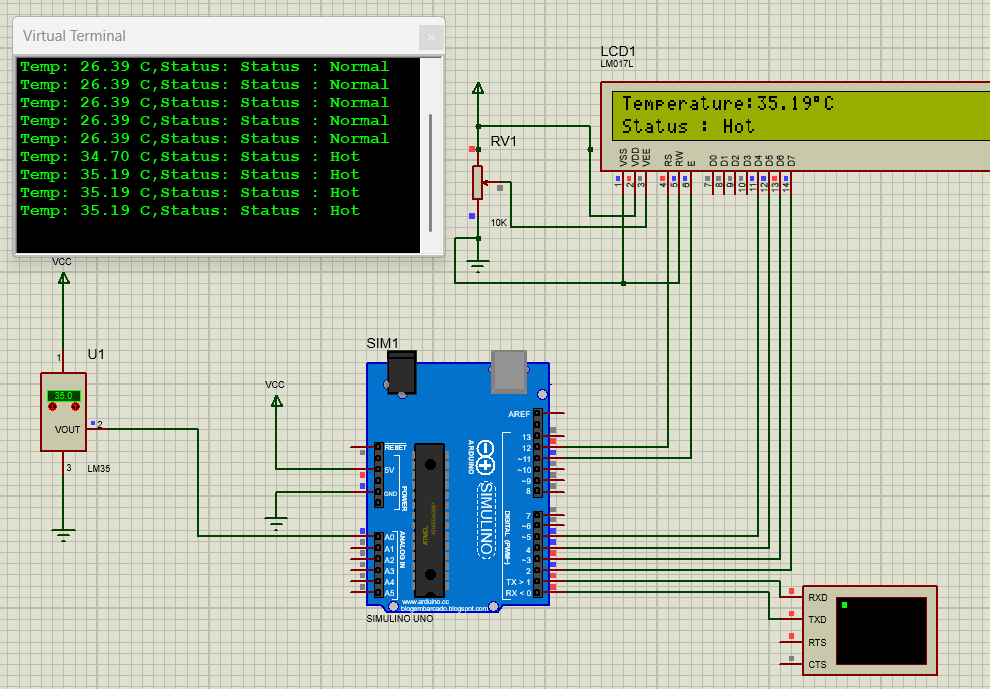 Virtual Terminal
Temp: 26.39 C,Status: Status : Normal
Temp: 26.39 C,Status: Status : Normal
Temp: 26.39 C,Status: Status : Normal
Temp: 26.39 C,Status: Status : Normal
Temp: 26.39 C,Status: Status : Normal
Temp: 34.70 C,Status: Status : Hot
Temp: 35.19 C,Status: Status : Hot
Temp: 35.19 C,Status: Status : Hot
Temp: 35.19 C,Status: Status : Hot
LCD1
LM017L
Temperature:35.19°C
Status : Hot
VSS
VDD
VEE
RS
RW
E
D0
D1
D2
D3
D4
D5
D6
D7
1
2
3
4
5
6
7
8
9
10
11
12
13
14
RV1
10K
VCC
1
U1
35.0
VOUT
2
3
LM35
VCC
SIM1
RESET
5V
GND
POWER
A0
A1
A2
A3
A4
A5
ANALOG IN
ATMEL
ARDUINO
SIMULINO
AREF
13
12
~11
~10
~9
8
7
~6
~5
4
~3
2
TX > 1
RX < 0
DIGITAL (PWM~)
www.arduino.cc
blogembarcado.blogspot.com
SIMULINO UNO
RXD
TXD
RTS
CTS